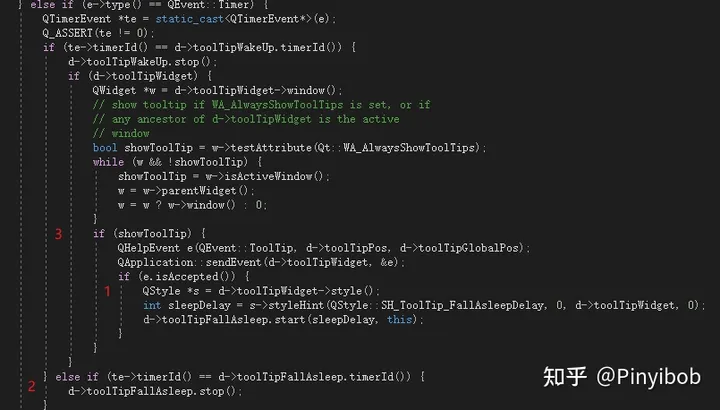 } else if (e->type() == QEvent::Timer) {
QTimerEvent *te = static_cast<QTimerEvent*>(e);
Q_ASSERT(te != 0);
if (te->timerId() == d->toolTipWakeUp.timerId()) {
d->toolTipWakeUp.stop();
if (d->toolTipWidget) {
QWidget *w = d->toolTipWidget->window();
// show tooltip if WA_AlwaysShowToolTips is set, or if
// any ancestor of d->toolTipWidget is the active
// window
bool showToolTip = w->testAttribute(Qt::WA_AlwaysShowToolTips);
while (w && !showToolTip) {
showToolTip = w->isActiveWindow();
w = w->parentWidget();
w = w ? w->window() : 0;
}
3 if (showToolTip) {
QHelpEvent e(QEvent::ToolTip, d->toolTipPos, d->toolTipGlobalPos);
QApplication::sendEvent(d->toolTipWidget, &e);
if (e.isAccepted()) {
1 QStyle *s = d->toolTipWidget->style();
int sleepDelay = s->styleHint(QStyle::SH_ToolTip_FallAsleepDelay, 0, d->toolTipWidget, 0);
d->toolTipFallAsleep.start(sleepDelay, this);
}
}
}
} else if (te->timerId() == d->toolTipFallAsleep.timerId()) {
2 d->toolTipFallAsleep.stop();
}
知乎 @Pinyibob